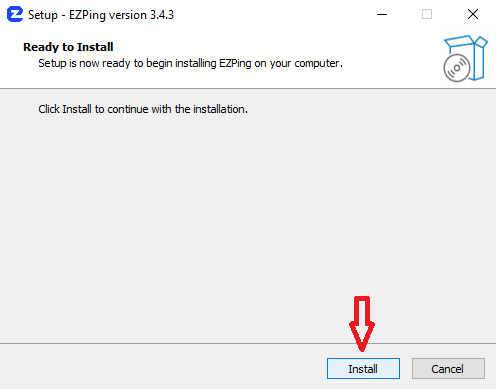 Setup - EZPing version 3.4.3
Ready to Install
Setup is now ready to begin installing EZPing on your computer.
Click Install to continue with the installation.
Install
Cancel